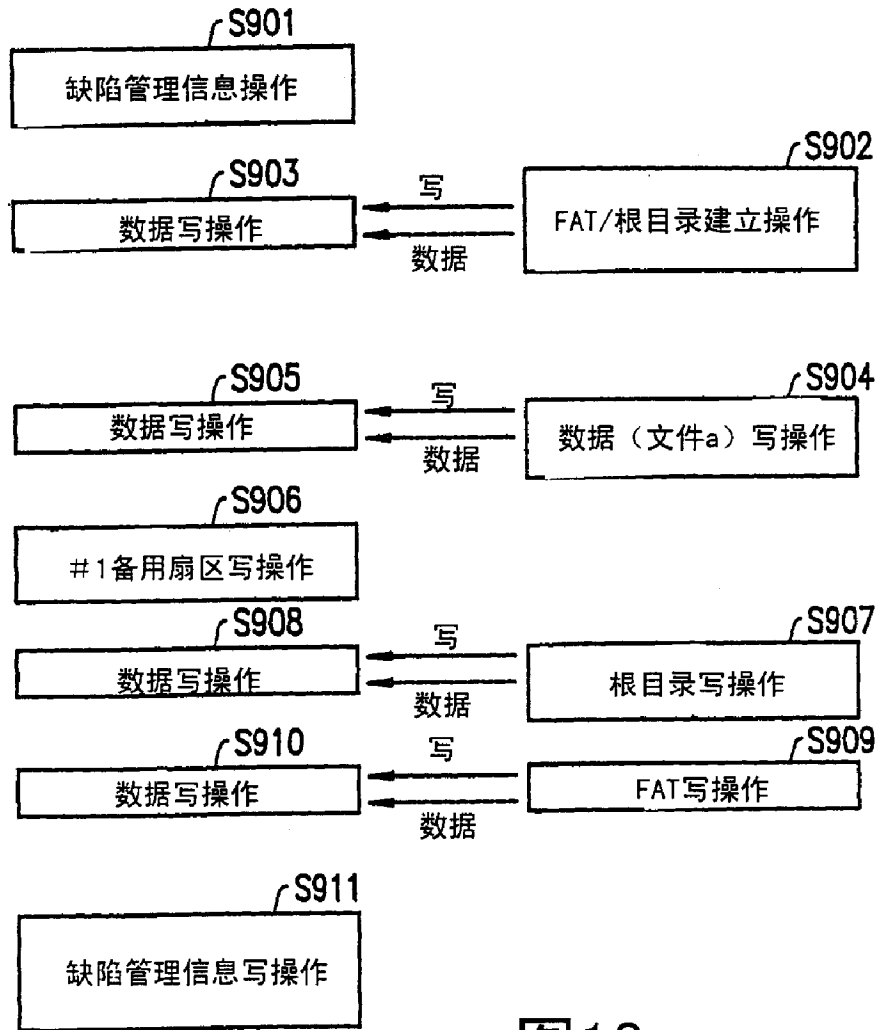 S901
缺陷管理信息操作
S902
S903
写
FAT/根目录建立操作
数据写操作
数据
S905
S904
写
数据写操作
数据（文件a）写操作
数据
S906
#1备用扇区写操作
S908
S907
写
数据写操作
根目录写操作
数据
S910
S909
写
数据写操作
FAT写操作
数据
S911
缺陷管理信息写操作